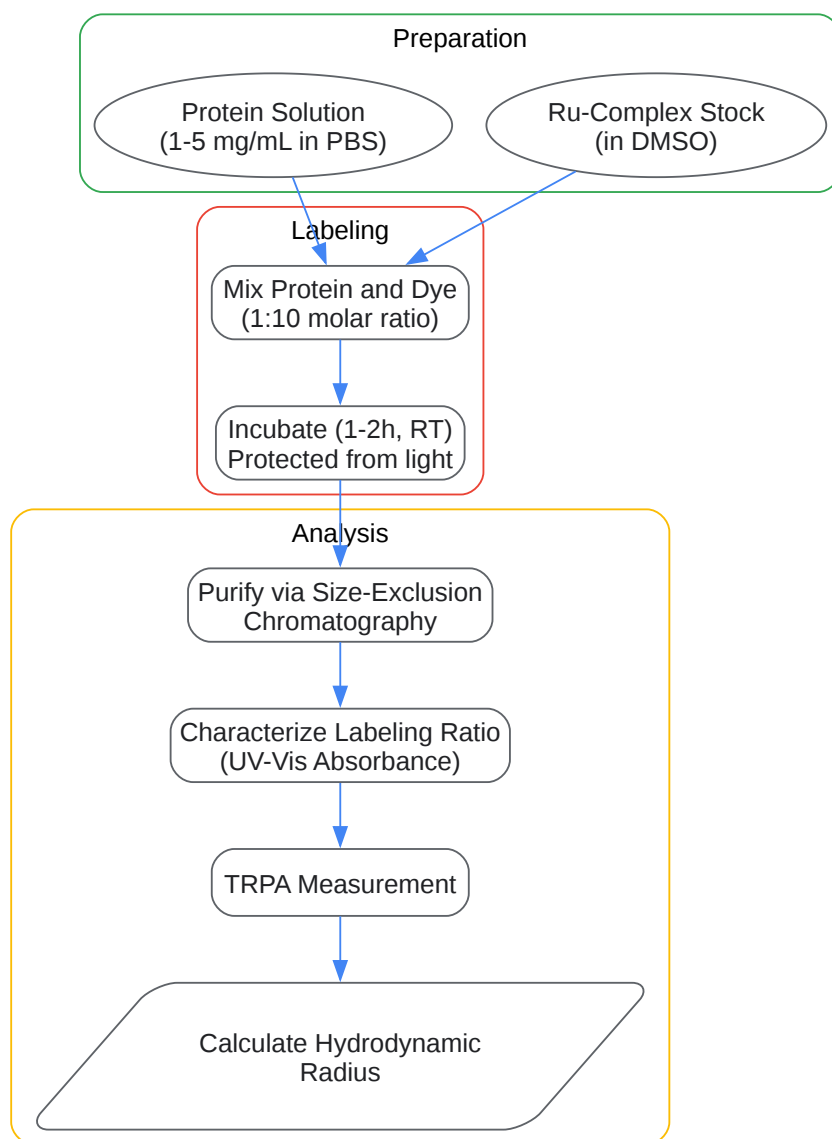 Preparation
Protein Solution
(1-5 mg/mL in PBS)
Ru-Complex Stock
(in DMSO)
Labeling
Mix Protein and Dye
(1:10 molar ratio)
Incubate (1-2h, RT)
Protected from light
Analysis
Purify via Size-Exclusion
Chromatography
Characterize Labeling Ratio
(UV-Vis Absorbance)
TRPA Measurement
Calculate Hydrodynamic
Radius